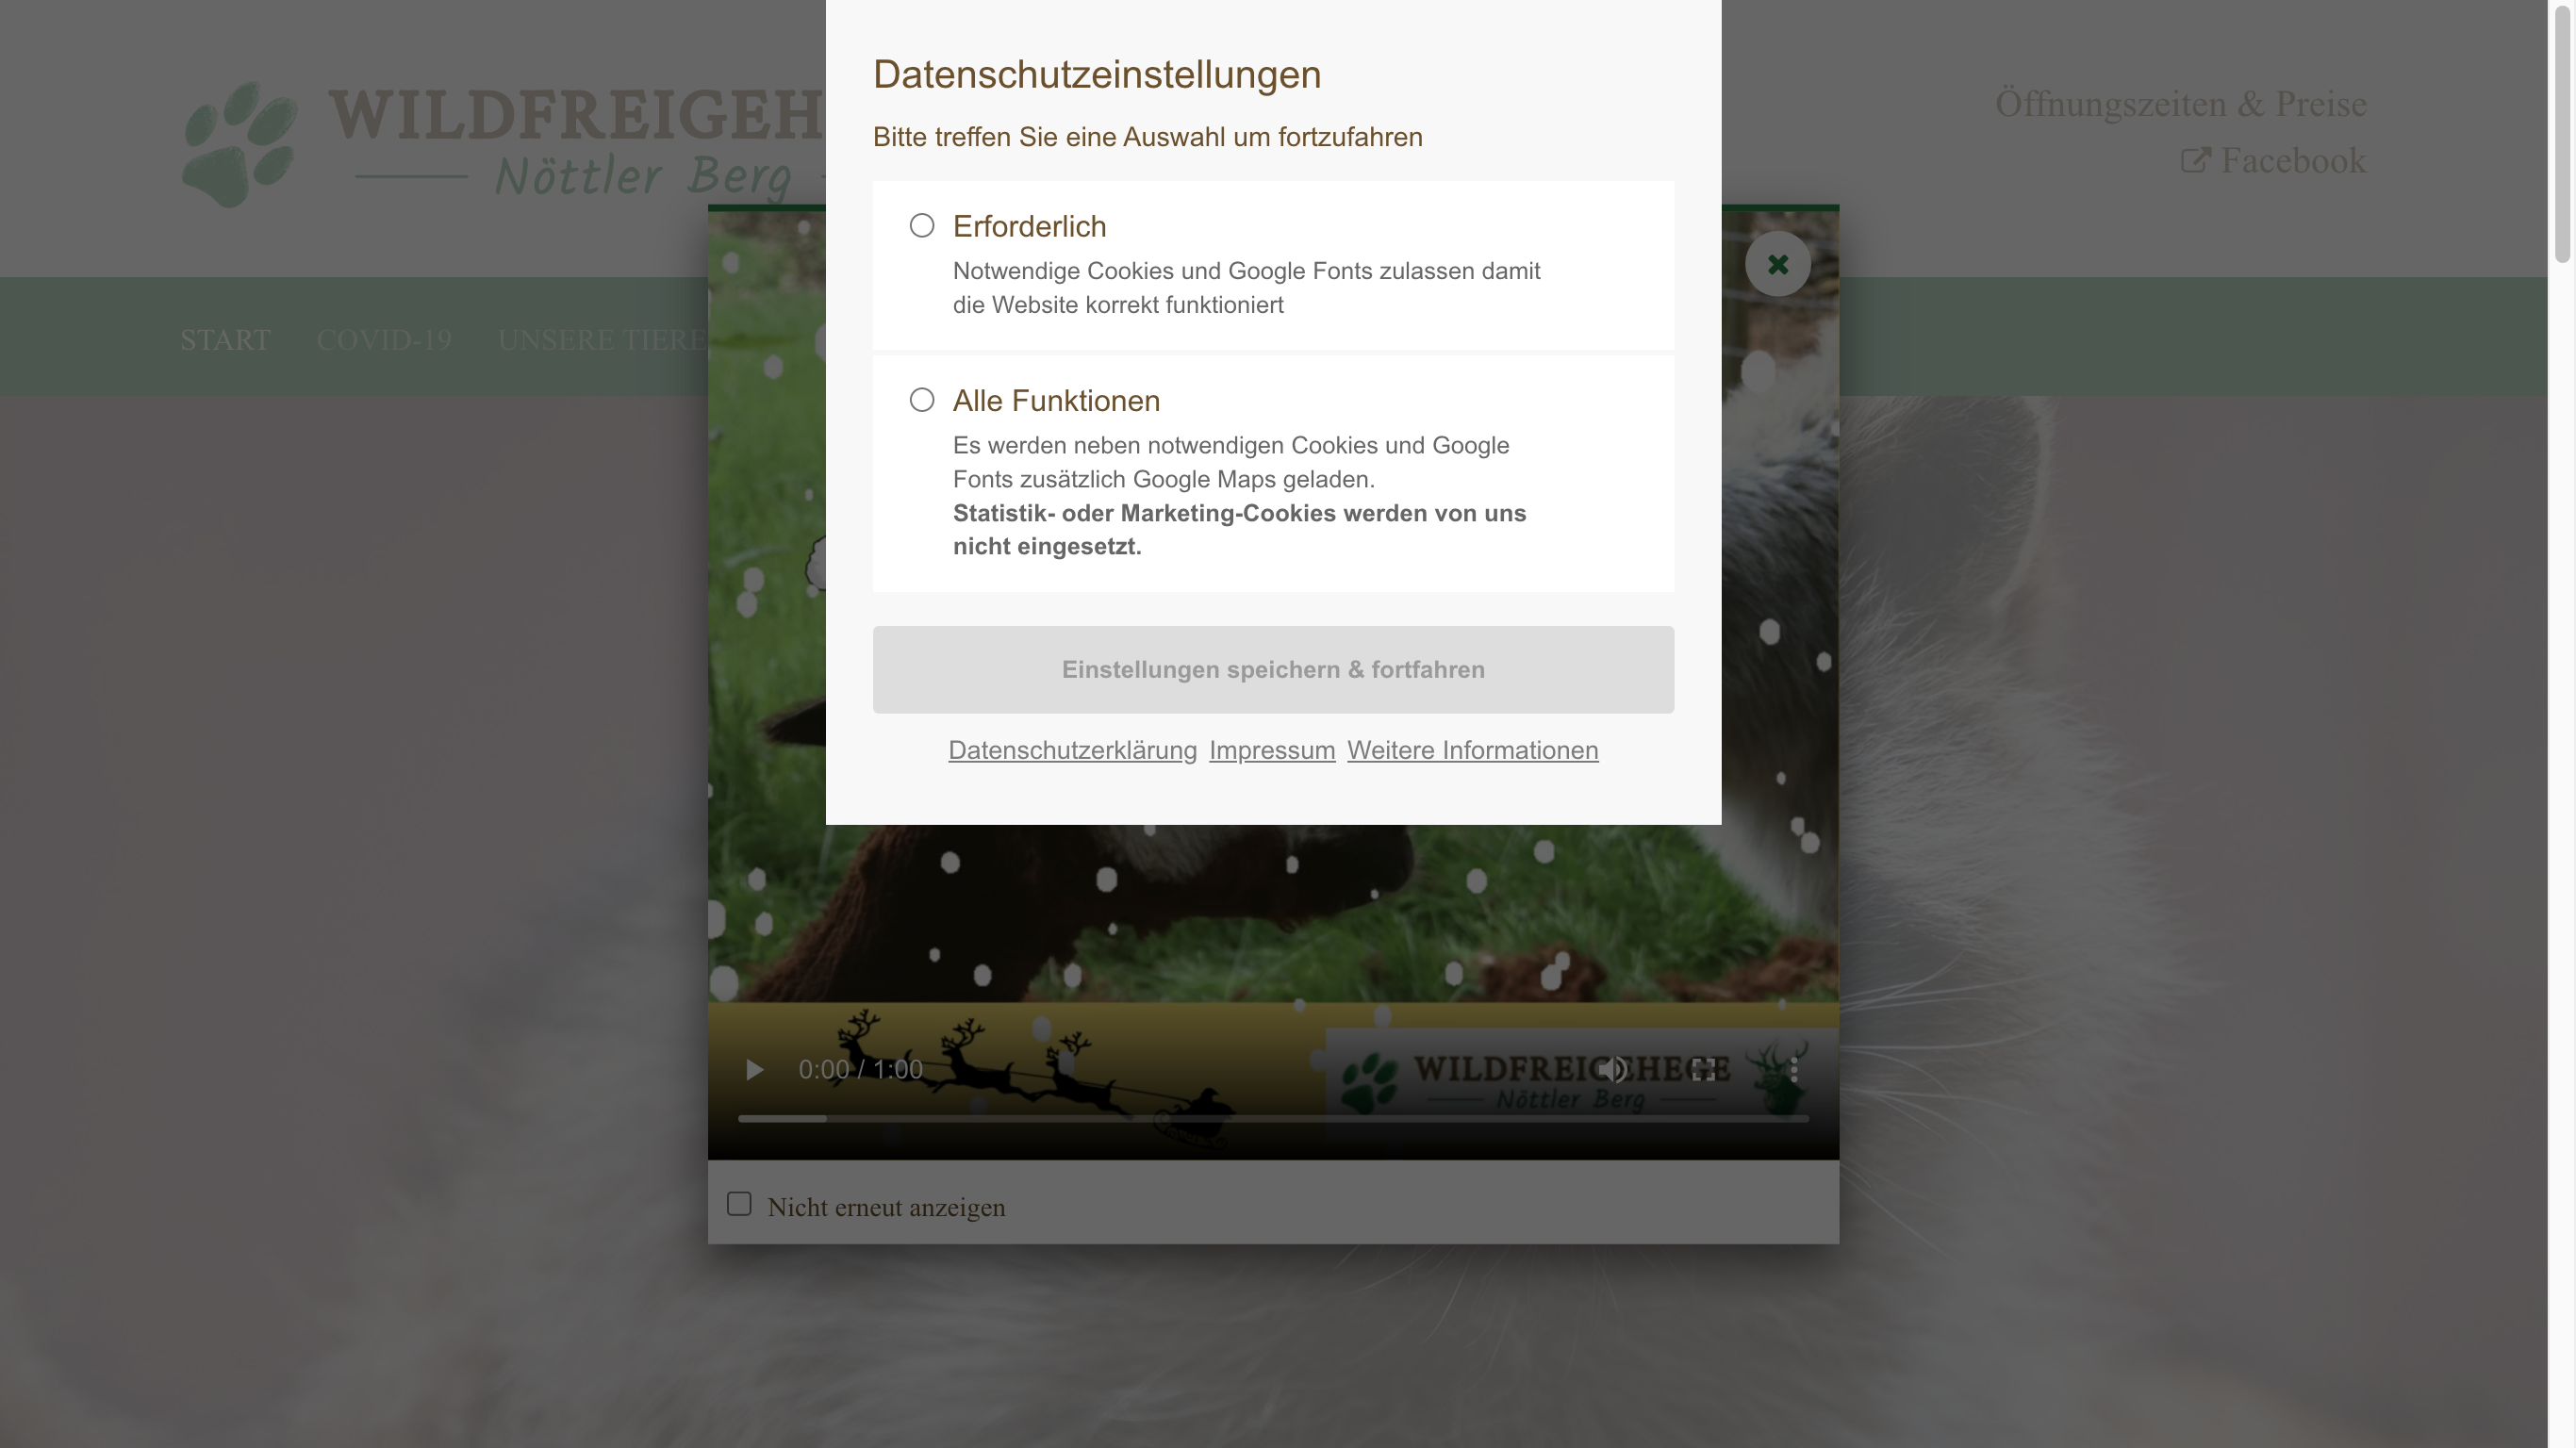 WILDFREIGEH
Nöttler Berg
Öffnungszeiten & Preise
Facebook
START COVID-19 UNSERE TIERE
Datenschutzeinstellungen
Bitte treffen Sie eine Auswahl um fortzufahren
Erforderlich
Notwendige Cookies und Google Fonts zulassen damit
die Website korrekt funktioniert
Alle Funktionen
Es werden neben notwendigen Cookies und Google
Fonts zusätzlich Google Maps geladen.
Statistik- oder Marketing-Cookies werden von uns
nicht eingesetzt.
Einstellungen speichern & fortfahren
Datenschutzerklärung Impressum Weitere Informationen
0:00 / 1:00
WILDFREIGEHEGE
Nöttler Berg
Nicht erneut anzeigen